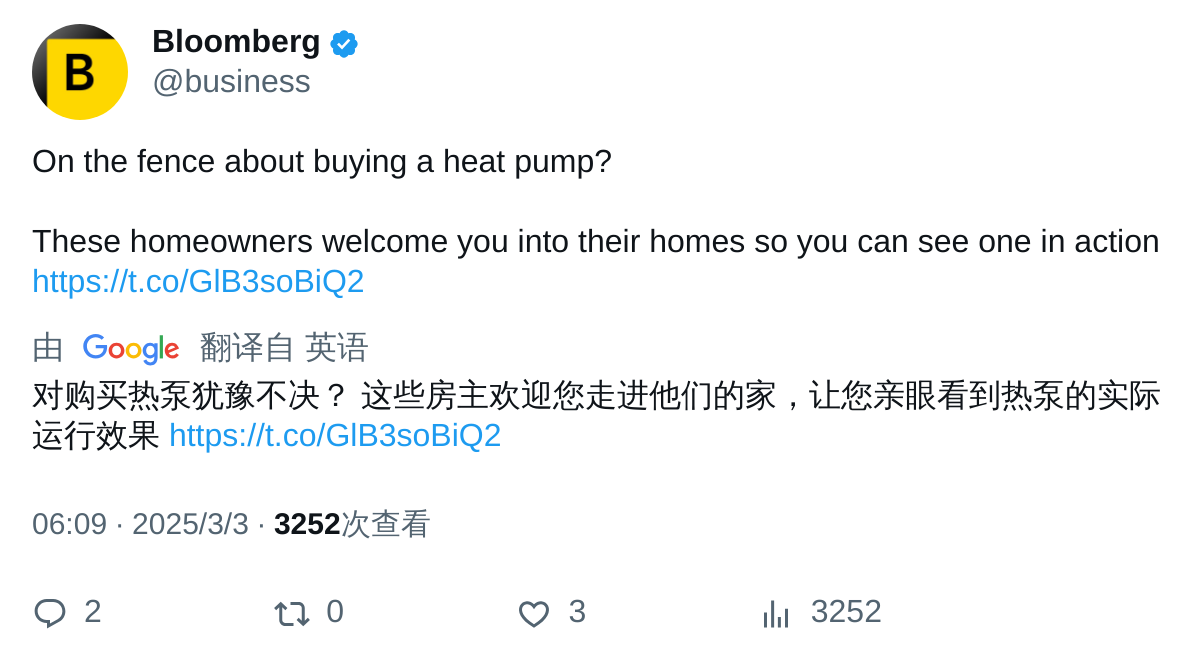 B
Bloomberg
@business
On the fence about buying a heat pump?
These homeowners welcome you into their homes so you can see one in action
https://t.co/GlB3soBiQ2
由 Google 翻译自 英语
对购买热泵犹豫不决？ 这些房主欢迎您走进他们的家，让您亲眼看到热泵的实际
运行效果 https://t.co/GlB3soBiQ2
06:09 · 2025/3/3 · 3252次查看
2 0 3 3252